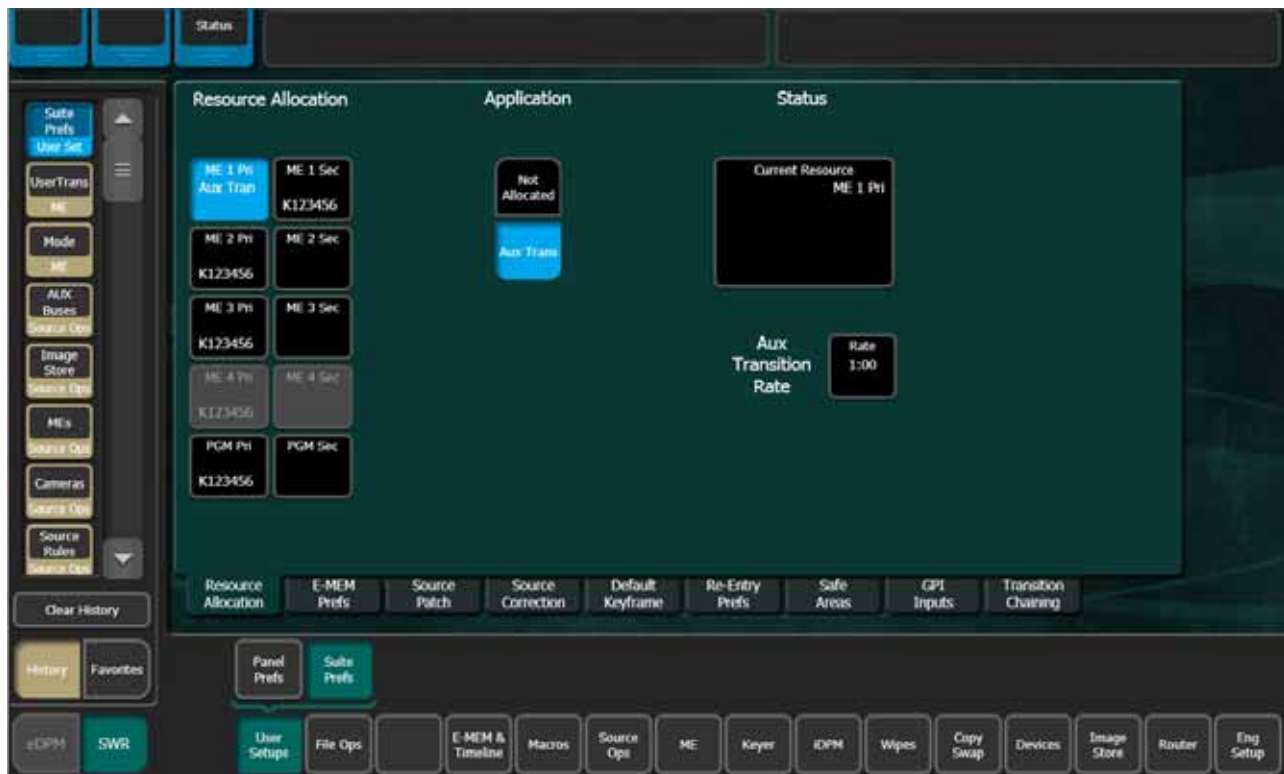 Status
Resource Allocation
Application
Status
Suite
Prefs
User Set
UserTrans
ME
Mode
ME
AUX
Buses
Source Ops
Image
Store
Source Ops
MEs
Source Ops
Cameras
Source Ops
Source
Rules
Source Ops
Clear History
History
Favorites
eDPM
SWR
ME 1 Pri
Aux Tran
ME 1 Sec
K123456
ME 2 Pri
K123456
ME 2 Sec
ME 3 Pri
K123456
ME 3 Sec
ME 4 Pri
K123456
ME 4 Sec
PGM Pri
K123456
PGM Sec
Not
Allocated
Aux Trans
Current Resource
ME 1 Pri
Aux
Transition
Rate
Rate
1:00
Resource
Allocation
E-MEM
Prefs
Source
Patch
Source
Correction
Default
Keyframe
Re-Entry
Prefs
Safe
Areas
GPI
Inputs
Transition
Chaining
Panel
Prefs
Suite
Prefs
User
Setups
File Ops
E-MEM &
Timeline
Macros
Source
Ops
ME
Keyer
iDPM
Wipes
Copy
Swap
Devices
Image
Store
Router
Eng
Setup